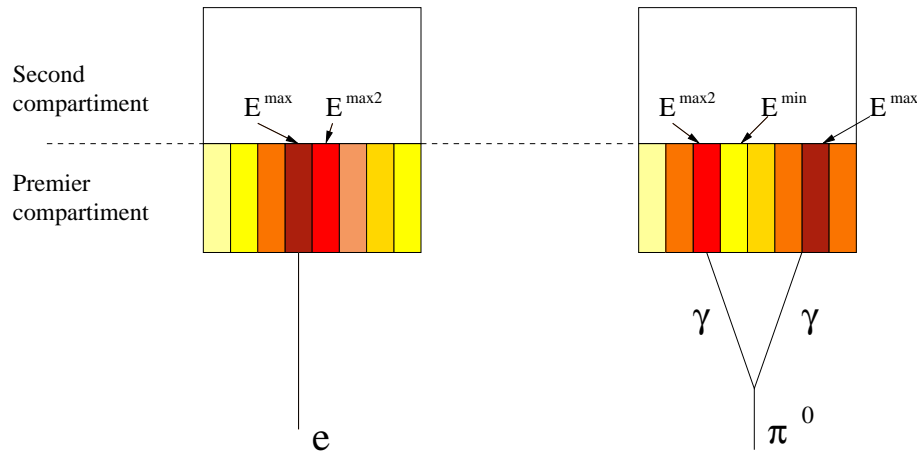 Second
compartiment
E^max E^max2
E^max2 E^min E^max
Premier
compartiment
γ γ
e
π^0